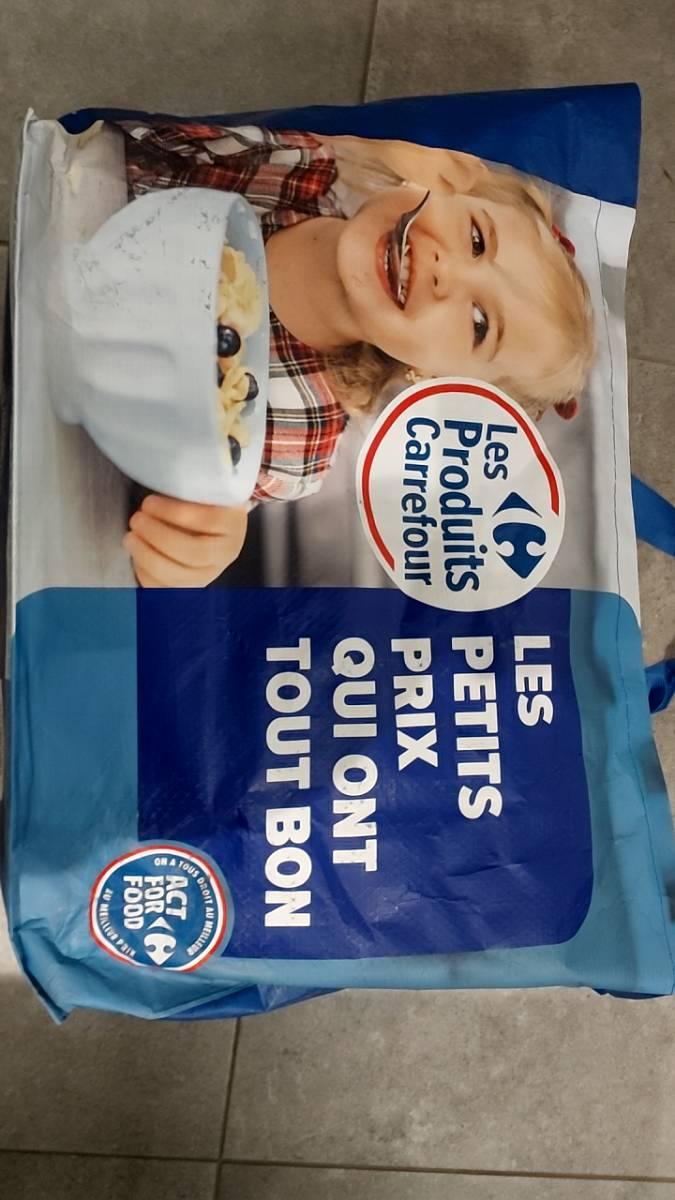 Les
Produits
Carrefour
LES
PETITS
PRIX
QUI ONT
TOUT BON
ON A TOUS DROIT AU MEILLEUR
ACT
FOR
FOOD